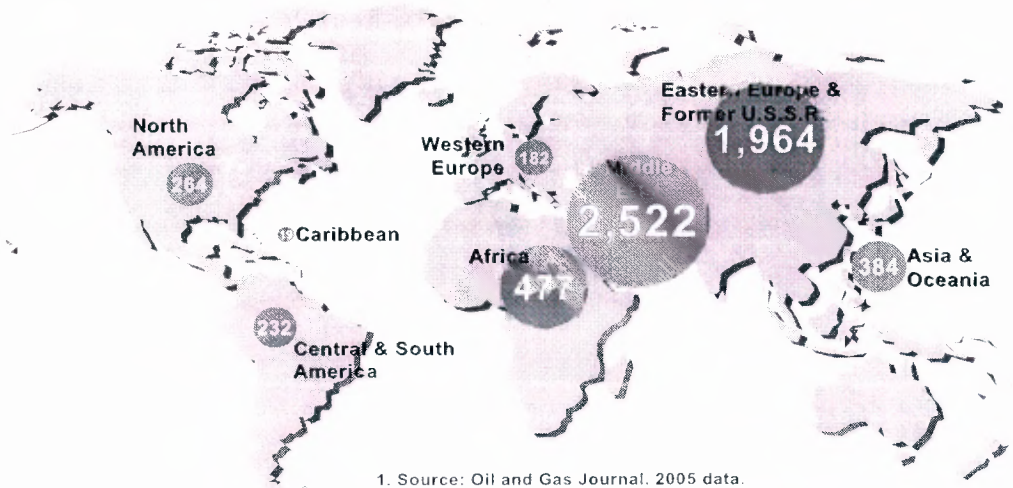 Eastern Europe &
Former U.S.S.R.
1,964
North
America
264
Western
Europe
182
Middle
2,522
Caribbean
Africa
477
Asia &
Oceania
384
232
Central & South
America
1. Source: Oil and Gas Journal. 2005 data.